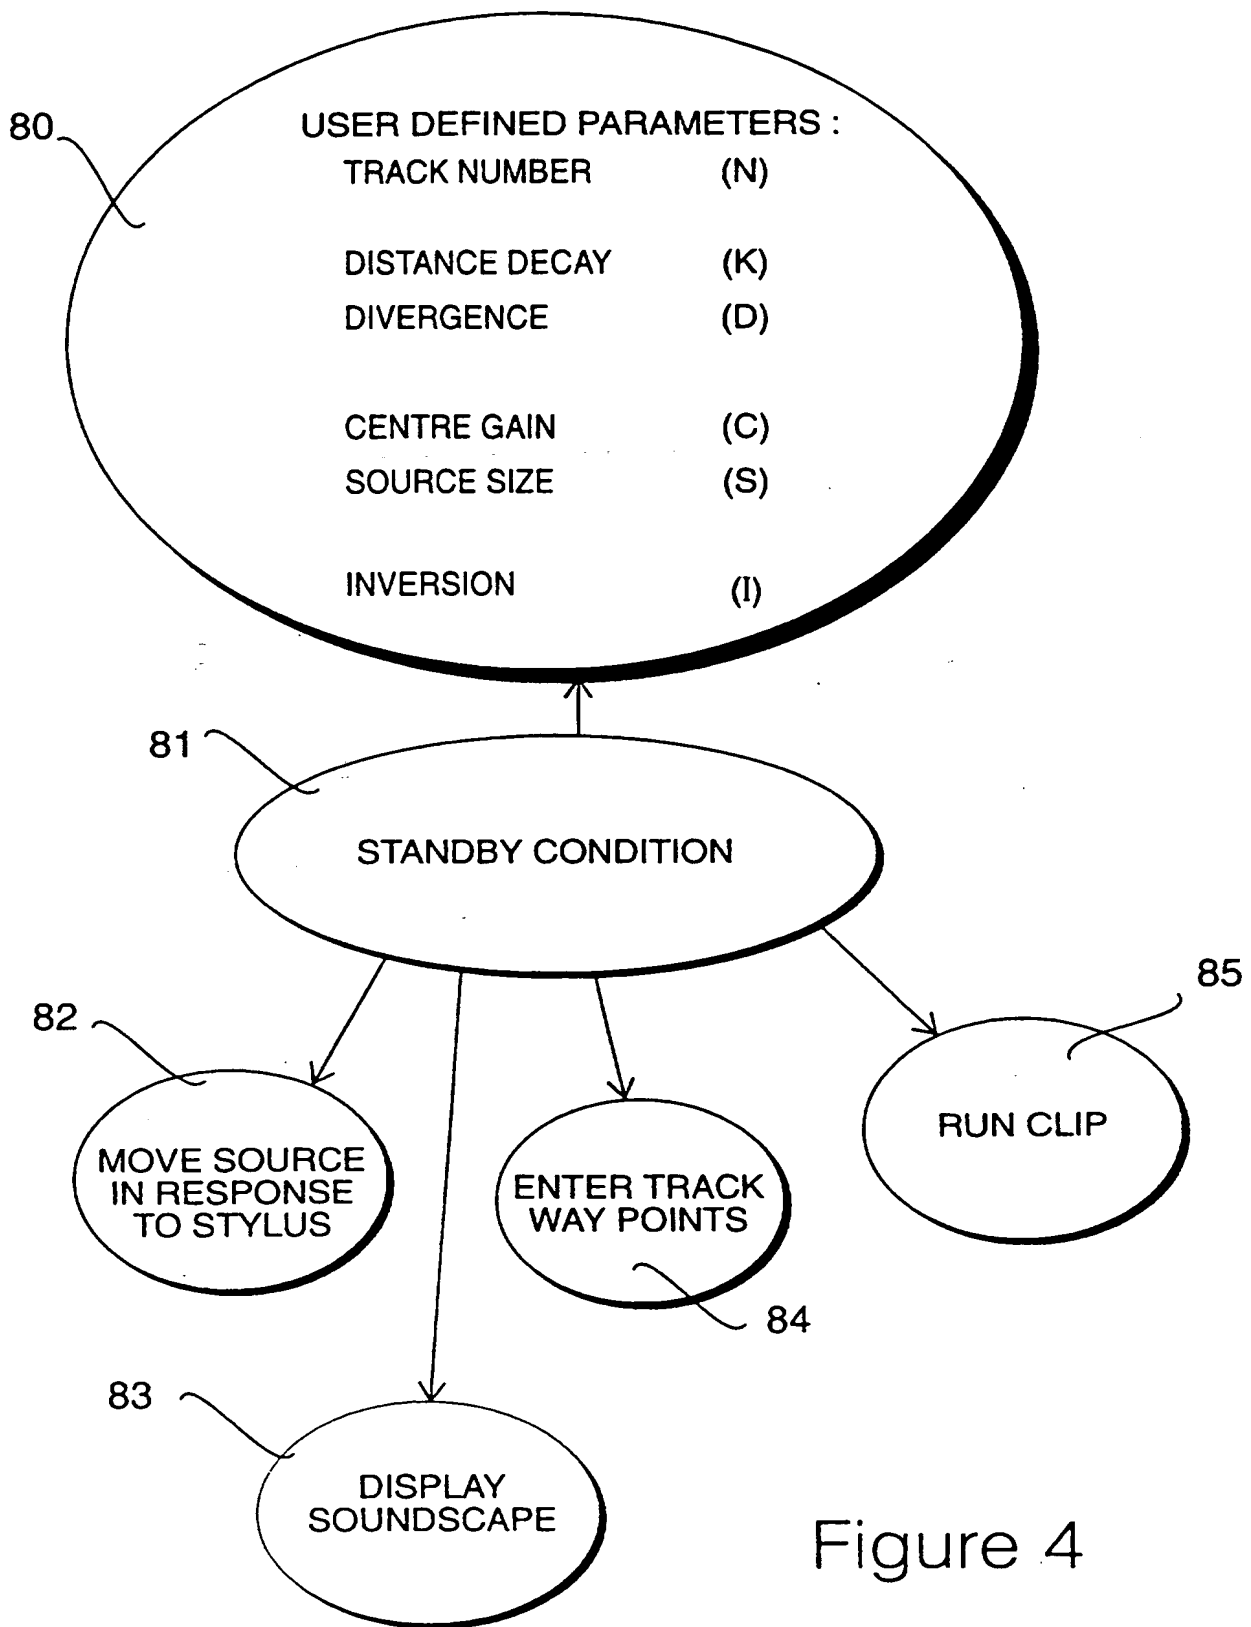 80
USER DEFINED PARAMETERS :
TRACK NUMBER (N)
DISTANCE DECAY (K)
DIVERGENCE (D)
CENTRE GAIN (C)
SOURCE SIZE (S)
INVERSION (I)
81
STANDBY CONDITION
82
MOVE SOURCE
IN RESPONSE
TO STYLUS
83
DISPLAY
SOUNDSCAPE
ENTER TRACK
WAY POINTS
84
85
RUN CLIP
Figure 4